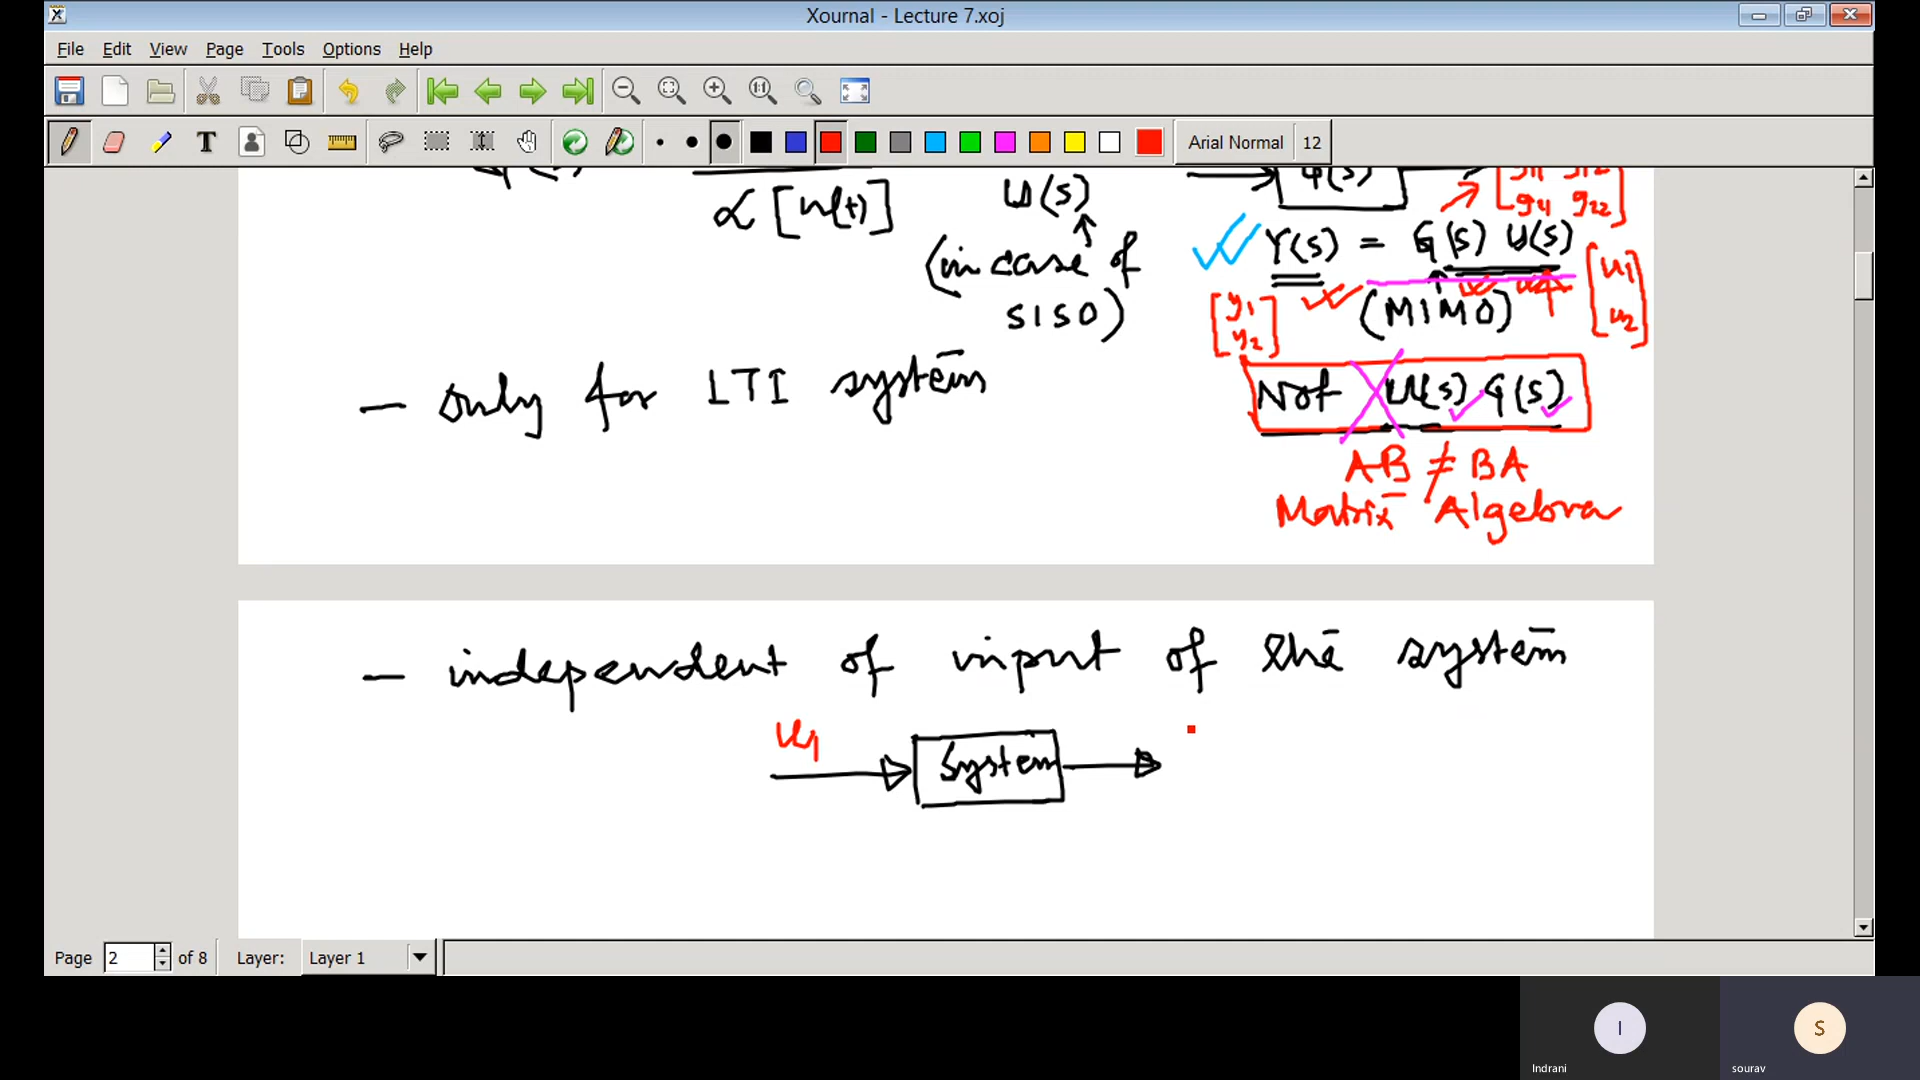 Xournal - Lecture 7.xoj
File Edit View Page Tools Options Help
Arial Normal 12
L [u(t)]
U(s)
(in case of
SISO)
g21 g22
Y(s) = G(s) U(s)
u1
u2
y1
y2
(MIMO)
— only for LTI system
Not U(s) G(s)
AB ≠ BA
Matrix Algebra
— independent of input of the system
u1
System
Page 2 of 8 Layer: Layer 1
I
Indrani
S
sourav